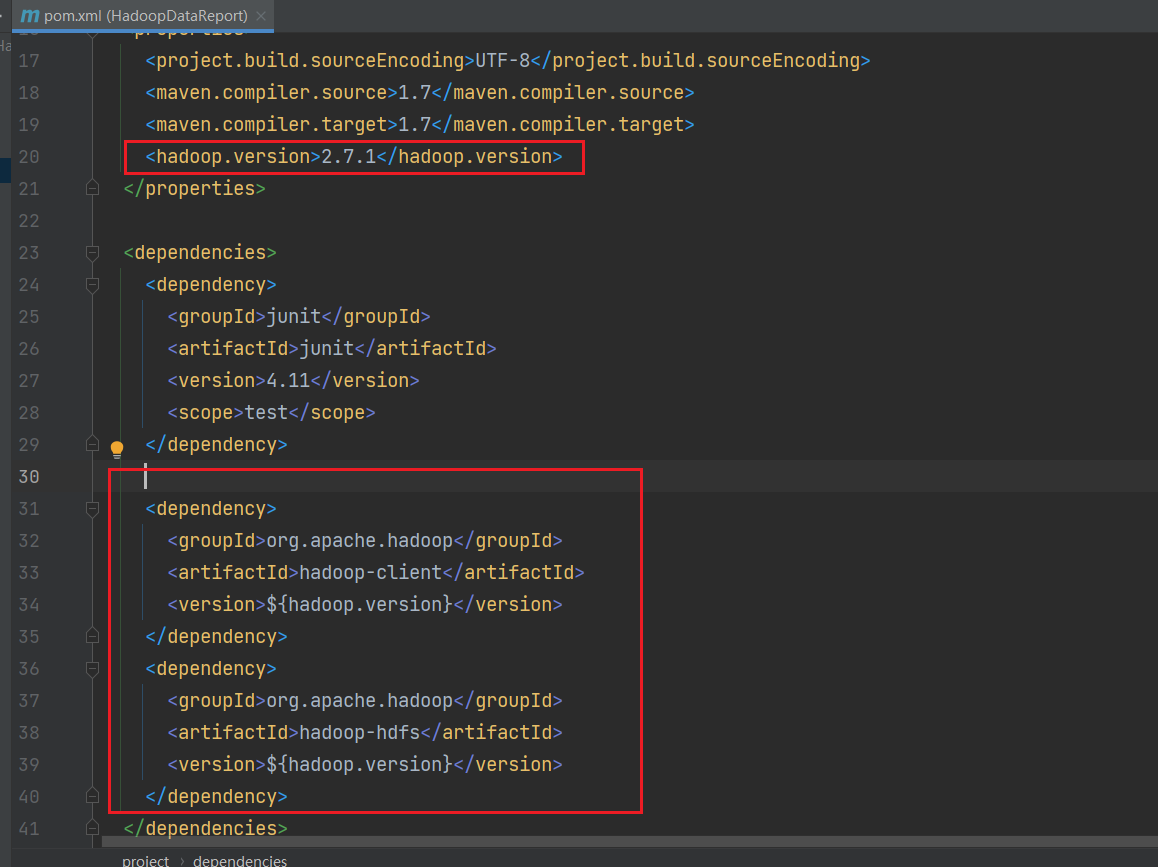 m pom.xml (HadoopDataReport) ×
Ha
17 <project.build.sourceEncoding>UTF-8</project.build.sourceEncoding>
18 <maven.compiler.source>1.7</maven.compiler.source>
19 <maven.compiler.target>1.7</maven.compiler.target>
20 <hadoop.version>2.7.1</hadoop.version>
21 </properties>
22
23 <dependencies>
24 <dependency>
25 <groupId>junit</groupId>
26 <artifactId>junit</artifactId>
27 <version>4.11</version>
28 <scope>test</scope>
29 </dependency>
30
31 <dependency>
32 <groupId>org.apache.hadoop</groupId>
33 <artifactId>hadoop-client</artifactId>
34 <version>${hadoop.version}</version>
35 </dependency>
36 <dependency>
37 <groupId>org.apache.hadoop</groupId>
38 <artifactId>hadoop-hdfs</artifactId>
39 <version>${hadoop.version}</version>
40 </dependency>
41 </dependencies>
project › dependencies